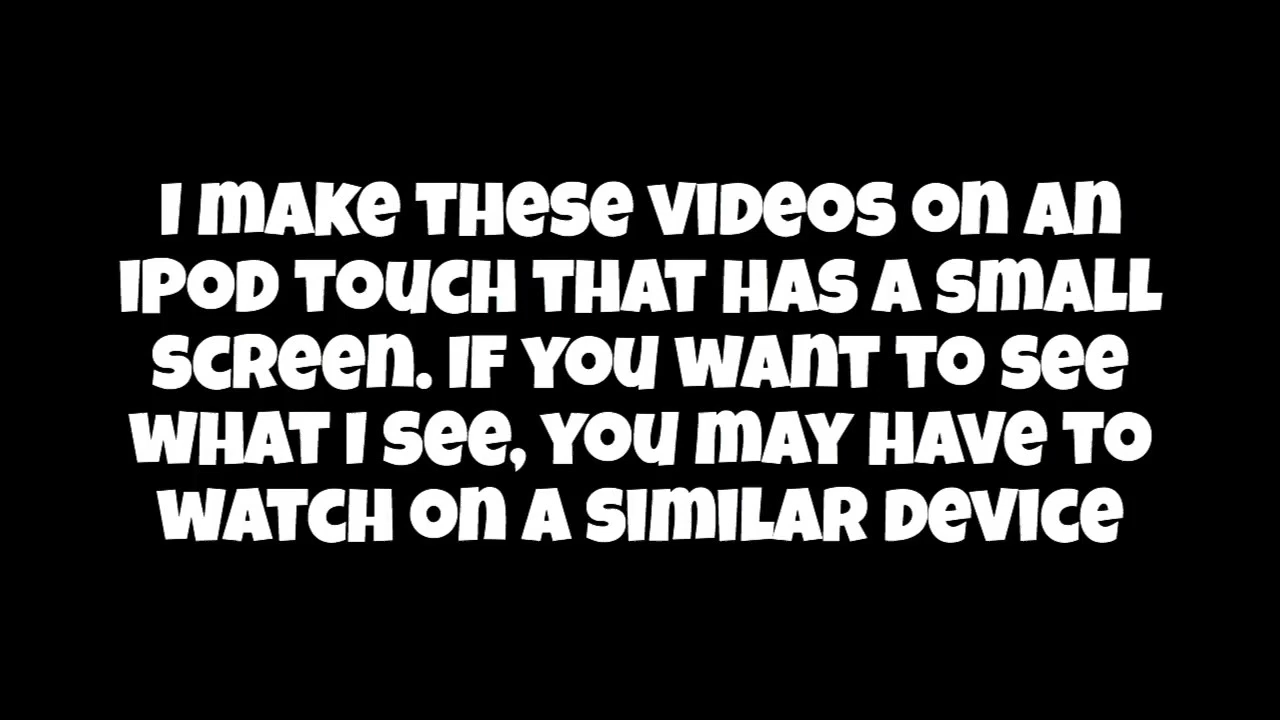 I make these videos on an
iPod Touch that has a small
screen. If you want to see
what I see, you may have to
watch on a similar device